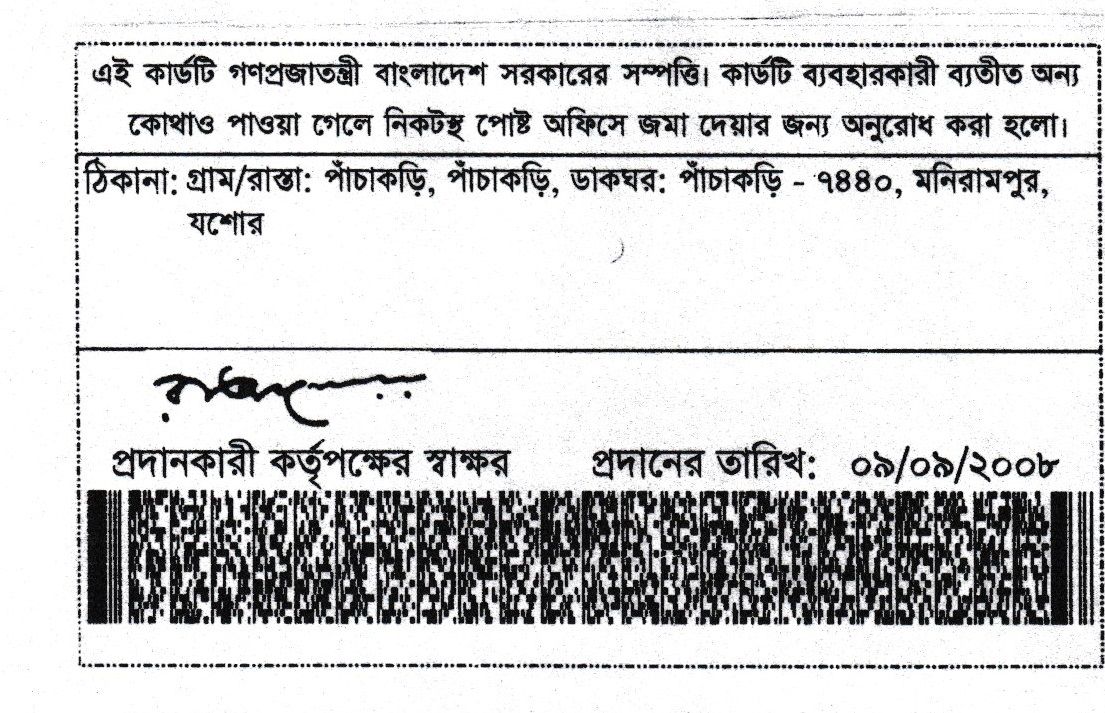 এই কার্ডটি গণপ্রজাতন্ত্রী বাংলাদেশ সরকারের সম্পত্তি। কার্ডটি ব্যবহারকারী ব্যতীত অন্য
কোথাও পাওয়া গেলে নিকটস্থ পোষ্ট অফিসে জমা দেয়ার জন্য অনুরোধ করা হলো।
ঠিকানা: গ্রাম/রাস্তা: পাঁচাকড়ি, পাঁচাকড়ি, ডাকঘর: পাঁচাকড়ি - ৭৪৪০, মনিরামপুর,
যশোর
প্রদানকারী কর্তৃপক্ষের স্বাক্ষর প্রদানের তারিখ: ০৯/০৯/২০০৮